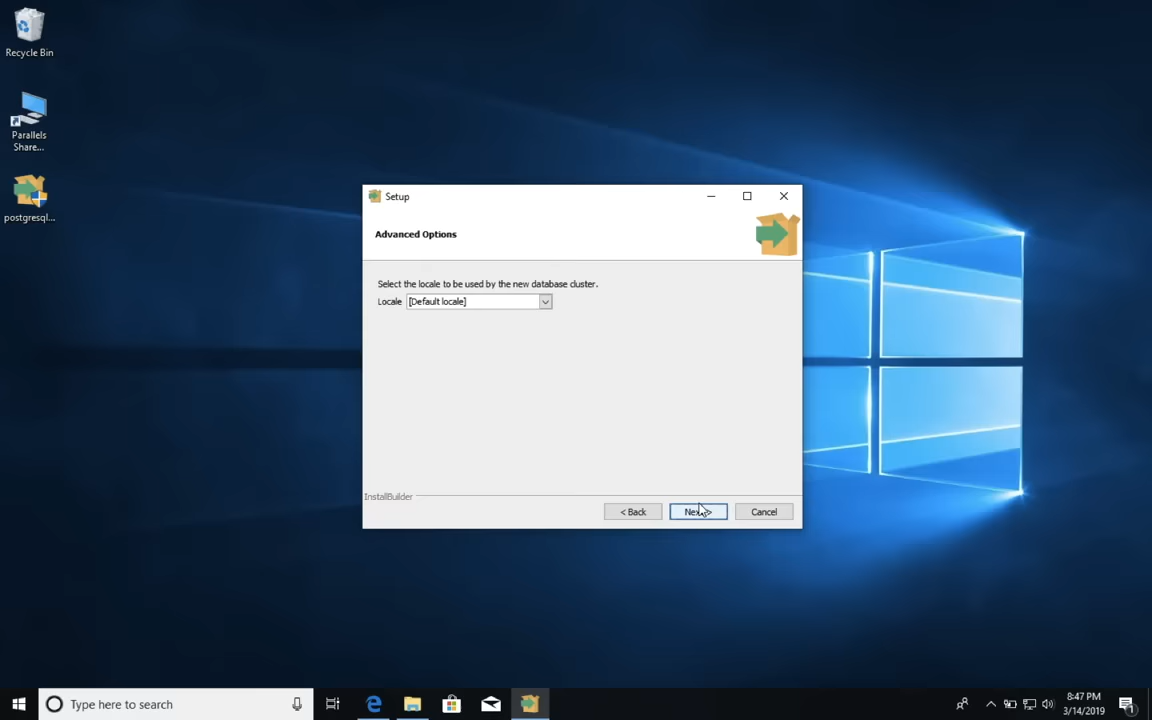 Recycle Bin
Parallels
Share...
postgresql...
Setup
Advanced Options
Select the locale to be used by the new database cluster.
Locale [Default locale]
InstallBuilder
< Back
Cancel
Type here to search
8:47 PM
3/14/2019
1